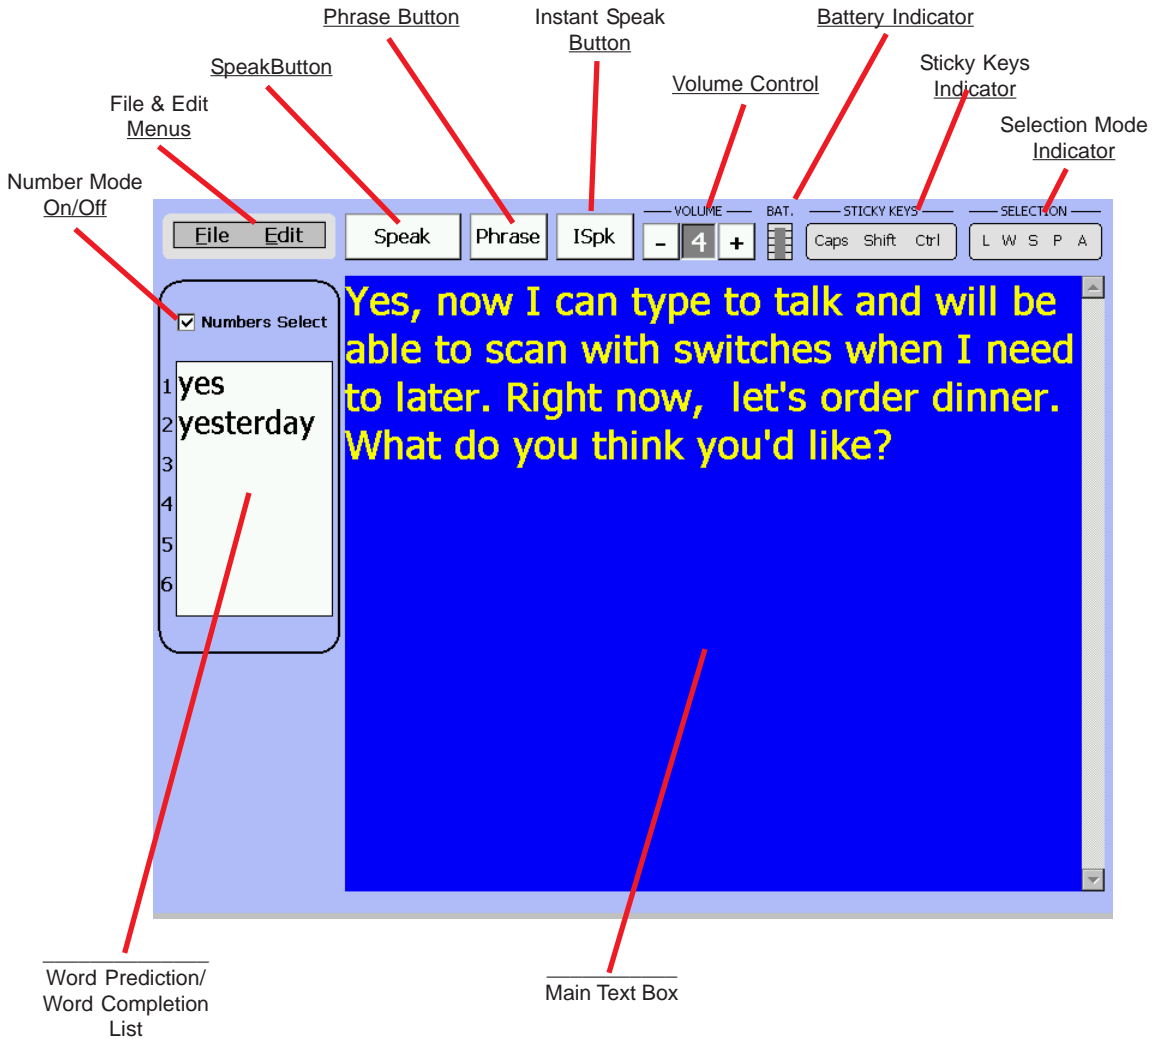 Phrase Button
Instant Speak
Button
Battery Indicator
SpeakButton
Volume Control
Sticky Keys
Indicator
File & Edit
Menus
Selection Mode
Indicator
Number Mode
On/Off
File Edit
Speak
Phrase
ISpk
VOLUME
- 4 +
BAT.
STICKY KEYS
Caps Shift Ctrl
SELECTION
L W S P A
Numbers Select
1 yes
2 yesterday
3
4
5
6
Yes, now I can type to talk and will be
able to scan with switches when I need
to later. Right now, let's order dinner.
What do you think you'd like?
Word Prediction/
Word Completion
List
Main Text Box